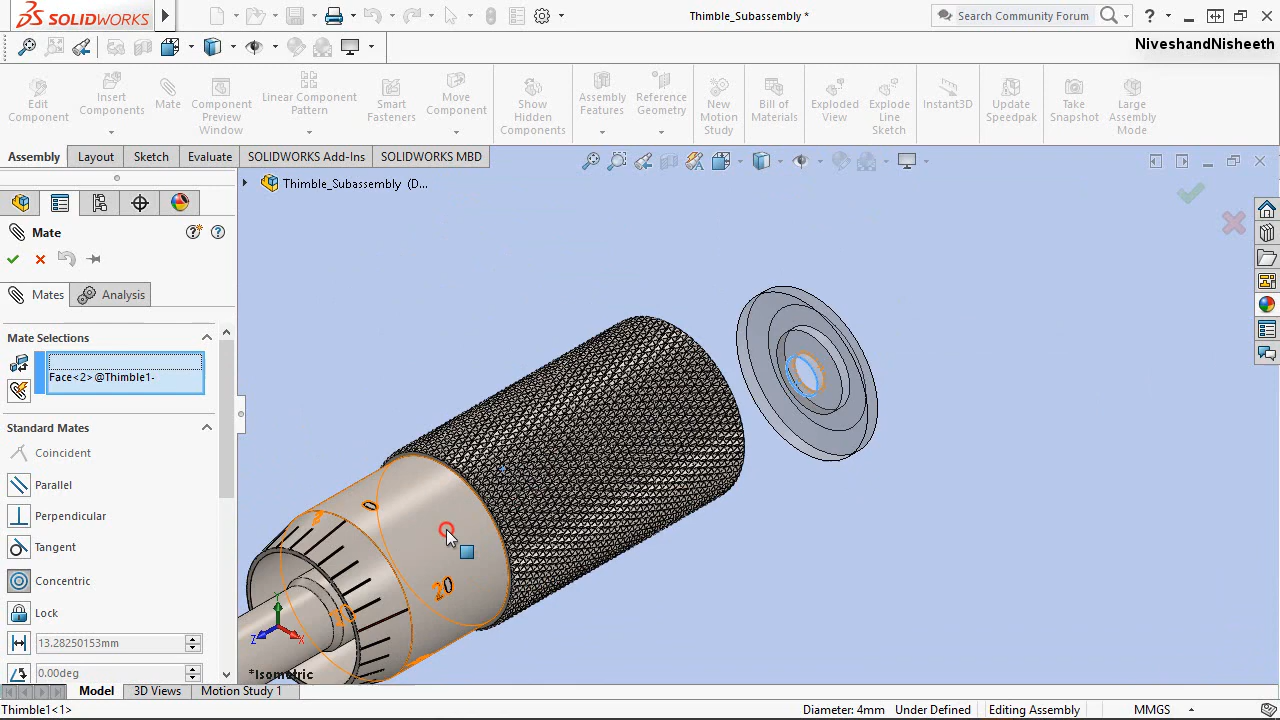 SOLIDWORKS
Thimble_Subassembly *
Search Community Forum
?
NiveshandNisheeth
Edit Component
Insert Components
Mate
Component Preview Window
Linear Component Pattern
Smart Fasteners
Move Component
Show Hidden Components
Assembly Features
Reference Geometry
New Motion Study
Bill of Materials
Exploded View
Explode Line Sketch
Instant3D
Update Speedpak
Take Snapshot
Large Assembly Mode
Assembly Layout Sketch Evaluate SOLIDWORKS Add-Ins SOLIDWORKS MBD
Thimble_Subassembly (D...
Mate
Mates Analysis
Mate Selections
Face<2>@Thimble1-
Standard Mates
Coincident
Parallel
Perpendicular
Tangent
Concentric
Lock
13.28250153mm
0.00deg
0
20
Y
Z
X
*Isometric
Model 3D Views Motion Study 1
Thimble1<1> Diameter: 4mm Under Defined Editing Assembly MMGS